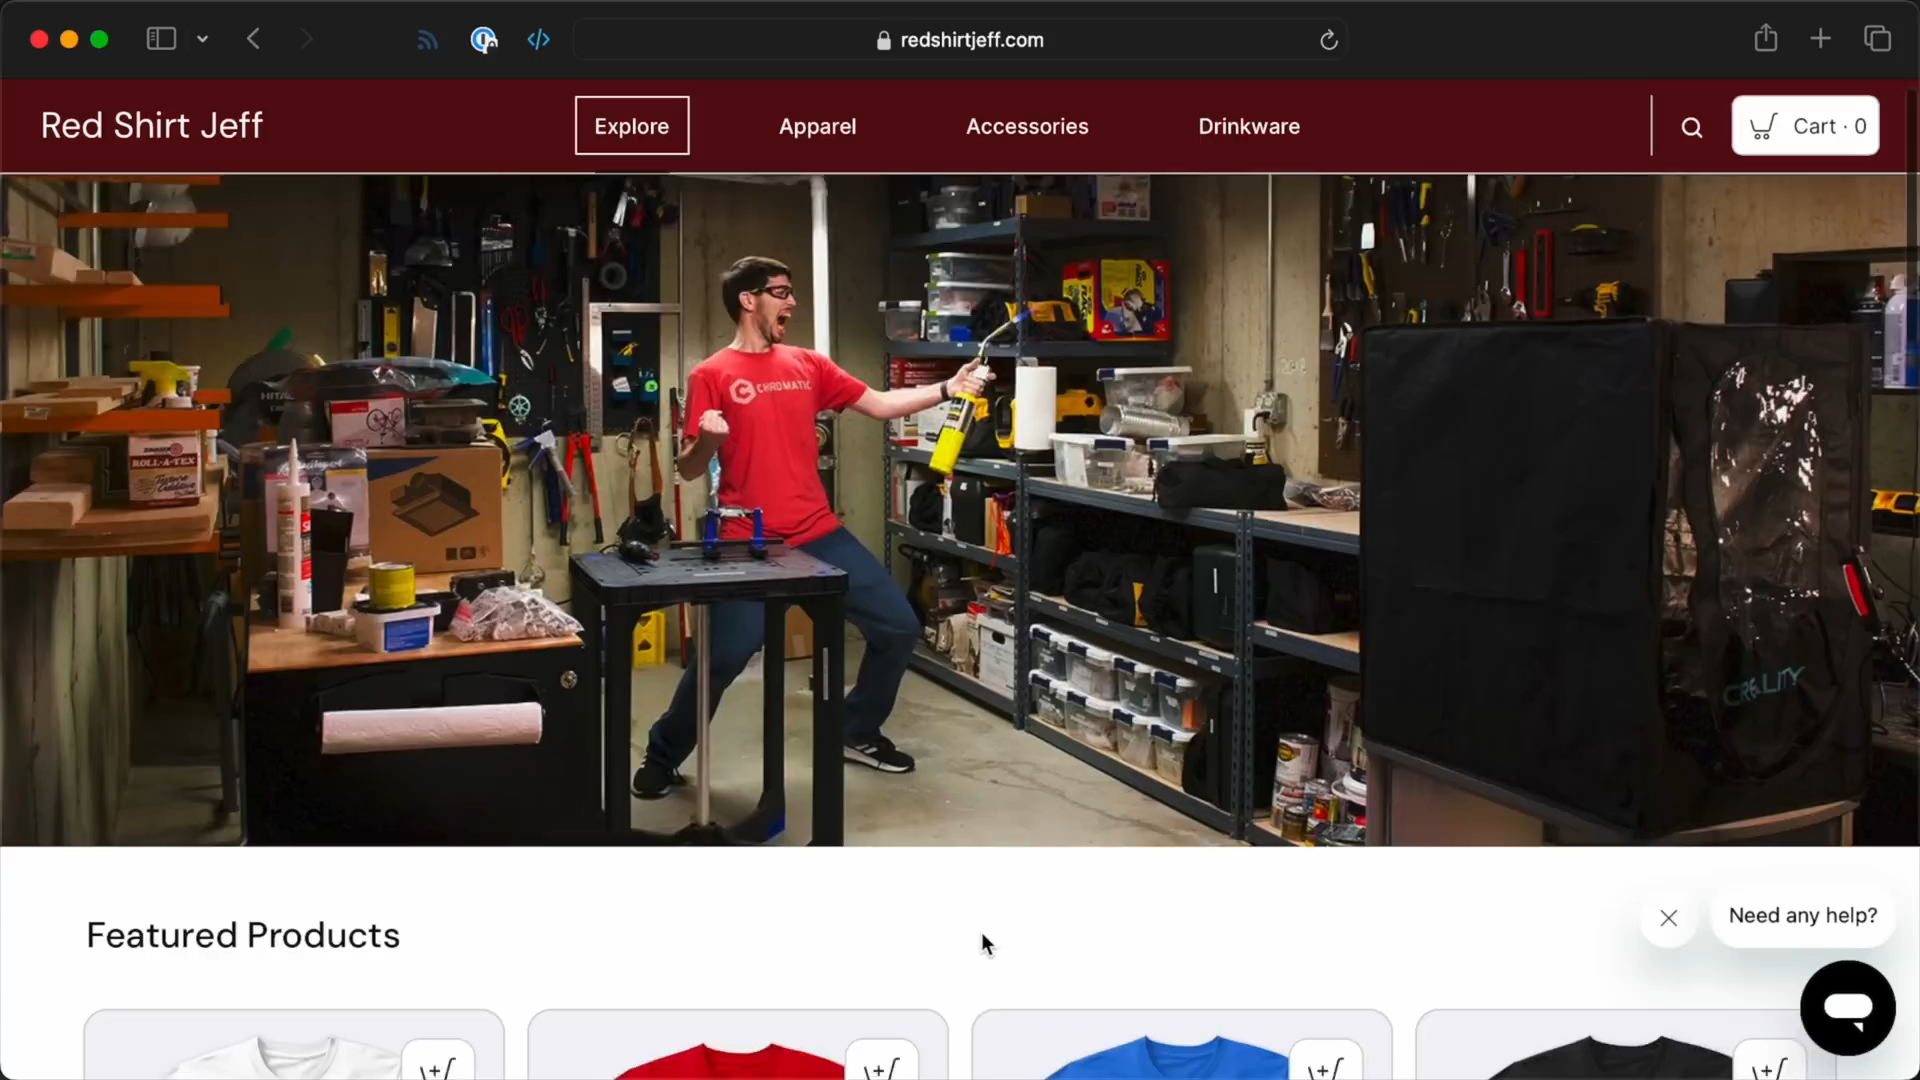 redshirtjeff.com
Red Shirt Jeff
Explore
Apparel
Accessories
Drinkware
Cart · 0
CHROMATIC
ROLL-A-TEX
CREALITY
Featured Products
Need any help?